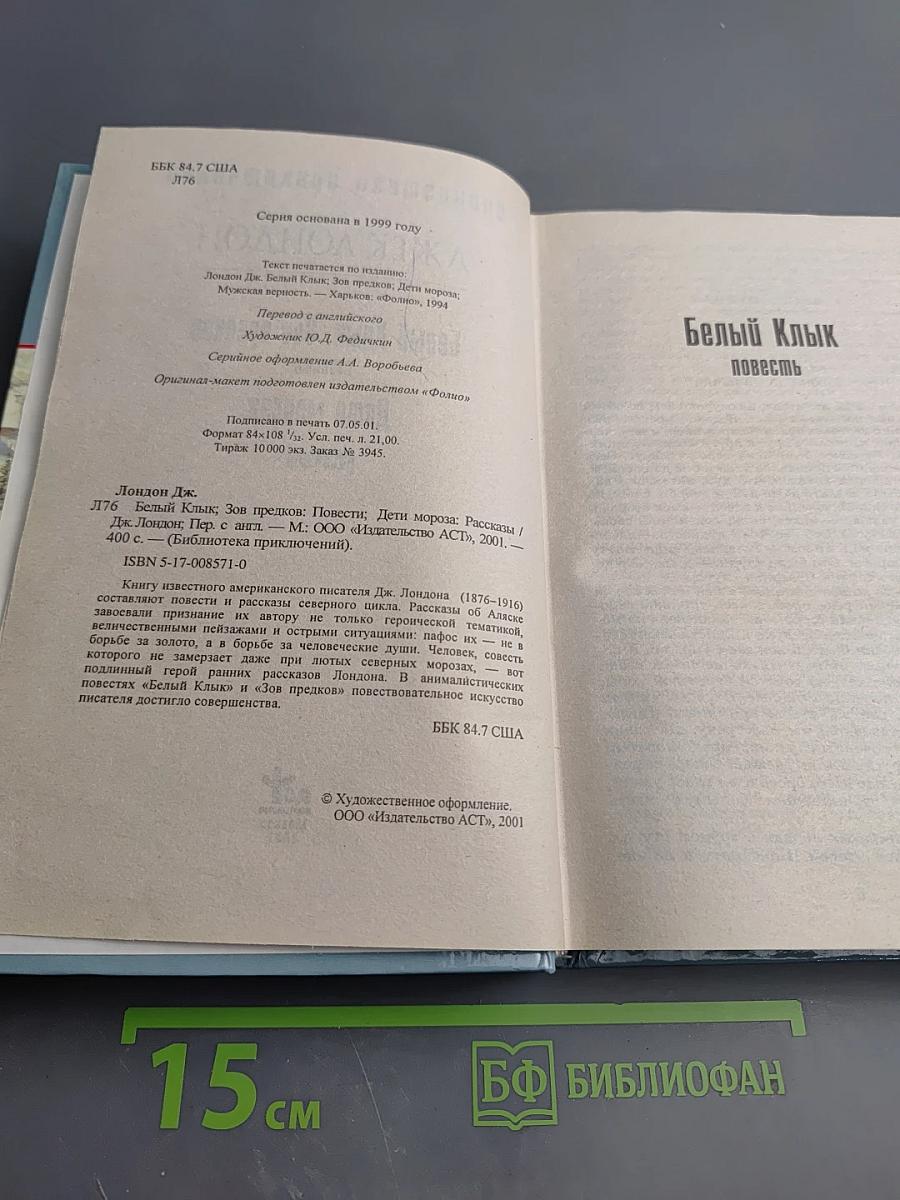 ББК 84.7 США
Л76
Серия основана в 1999 году
Текст печатается по изданию:
Лондон Дж. Белый Клык; Зов предков; Дети мороза;
Мужская верность. — Харьков: «Фолио», 1994
Перевод с английского
Художник Ю.Д. Федичкин
Серийное оформление А.А. Воробьева
Оригинал-макет подготовлен издательством «Фолио»
Подписано в печать 07.05.01.
Формат 84×108 1/32. Усл. печ. л. 21,00.
Тираж 10 000 экз. Заказ № 3945.
Лондон Дж.
Л76 Белый Клык; Зов предков: Повести; Дети мороза: Рассказы /
Дж. Лондон; Пер. с англ. — М.: ООО «Издательство АСТ», 2001. —
400 с. — (Библиотека приключений).
ISBN 5-17-008571-0
Книгу известного американского писателя Дж. Лондона (1876–1916)
составляют повести и рассказы северного цикла. Рассказы об Аляске
завоевали признание их автору не только героической тематикой,
величественными пейзажами и острыми ситуациями: пафос их — не в
борьбе за золото, а в борьбе за человеческие души. Человек, совесть
которого не замерзает даже при лютых северных морозах, — вот
подлинный герой ранних рассказов Лондона. В анималистических
повестях «Белый Клык» и «Зов предков» повествовательное искусство
писателя достигло совершенства.
ББК 84.7 США
© Художественное оформление.
ООО «Издательство АСТ», 2001
Белый Клык
повесть
15 см
БФ БИБЛИОФАН